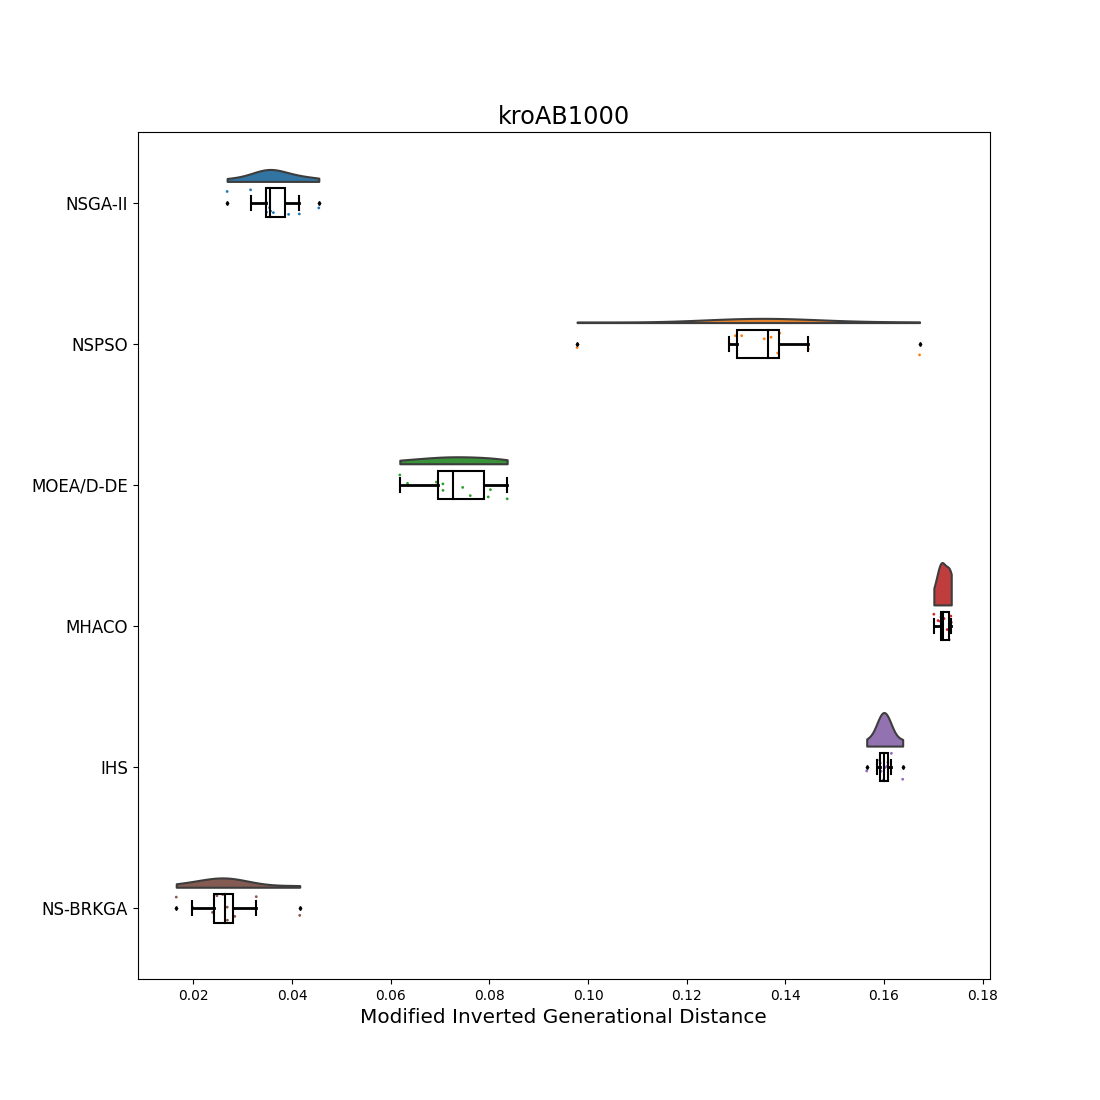 kroAB1000
NSGA-II
NSPSO
MOEA/D-DE
MHACO
IHS
NS-BRKGA
0.02 0.04 0.06 0.08 0.10 0.12 0.14 0.16 0.18
Modified Inverted Generational Distance